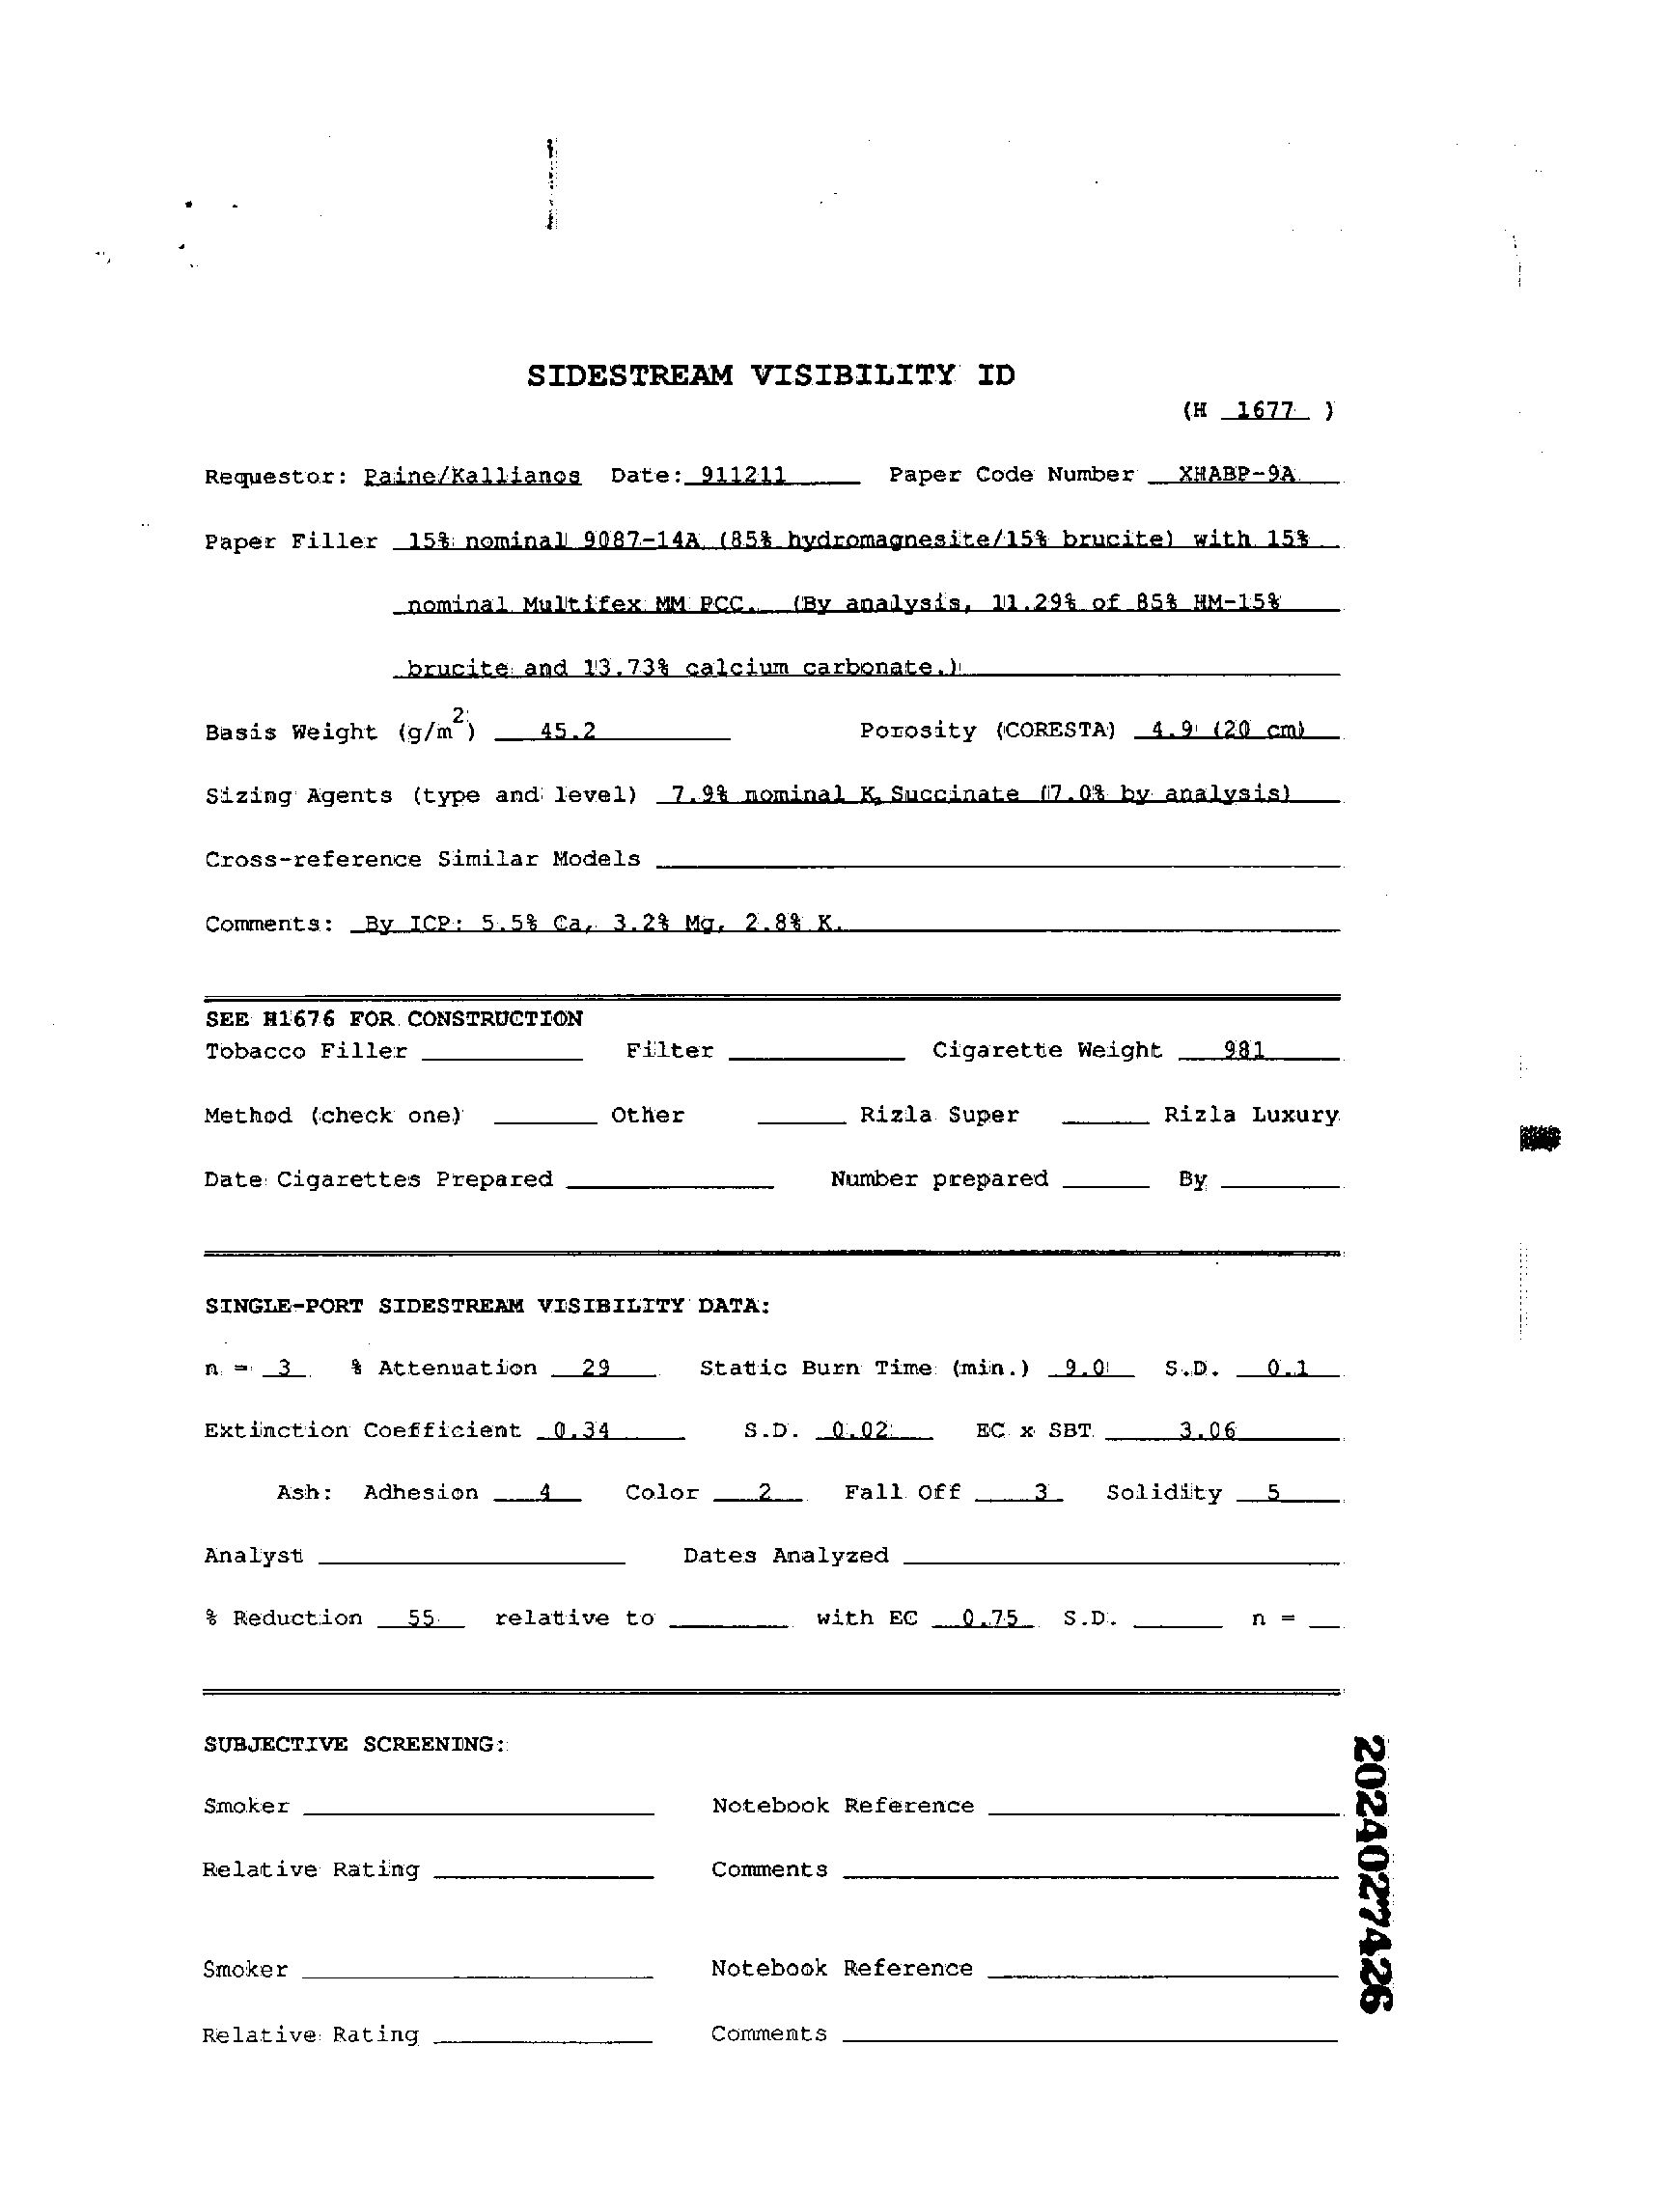 SIDESTREAM VISIBILITY ID
(H 1677 )
Requestor: Paine/Kallianos Date: 911211 Paper Code Number XHABP-9A
Paper Filler 15% nominal 9087-14A (85% hydromagnesite/15% brucite) with 15%
nominal Multifex MM PCC. (By analysis, 11.29% of 85% HM-15%
brucite and 13.73% calcium carbonate.)
Basis Weight (g/m²) 45.2 Porosity (CORESTA) 4.9 (20 cm)
Sizing Agents (type and level) 7.9% nominal K₂ Succinate (7.0% by analysis)
Cross-reference Similar Models
Comments: By ICP: 5.5% Ca, 3.2% Mg, 2.8% K.
SEE H1676 FOR CONSTRUCTION
Tobacco Filler Filter Cigarette Weight 981
Method (check one) Other Rizla Super Rizla Luxury
Date Cigarettes Prepared Number prepared By
SINGLE-PORT SIDESTREAM VISIBILITY DATA:
n = 3 % Attenuation 29 Static Burn Time (min.) 9.0 S.D. 0.1
Extinction Coefficient 0.34 S.D. 0.02 EC x SBT 3.06
Ash: Adhesion 4 Color 2 Fall Off 3 Solidity 5
Analyst Dates Analyzed
% Reduction 55 relative to with EC 0.75 S.D. n =
SUBJECTIVE SCREENING:
Smoker Notebook Reference
Relative Rating Comments
Smoker Notebook Reference
Relative Rating Comments
2024027426